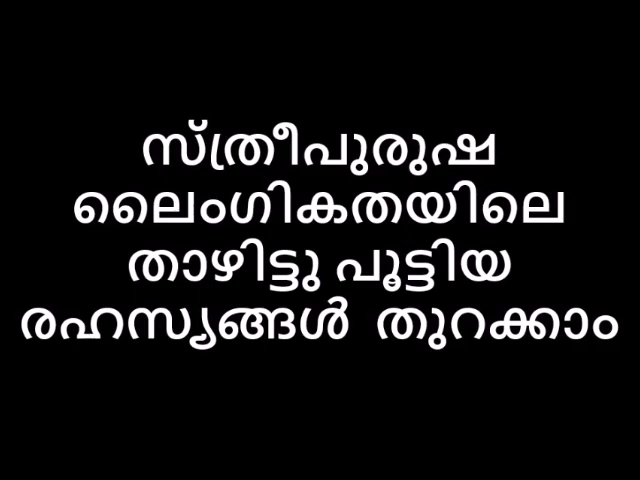 സ്ത്രീപുരുഷ
ലൈംഗികതയിലെ
താഴിട്ടു പൂട്ടിയ
രഹസ്യങ്ങൾ തുറക്കാം